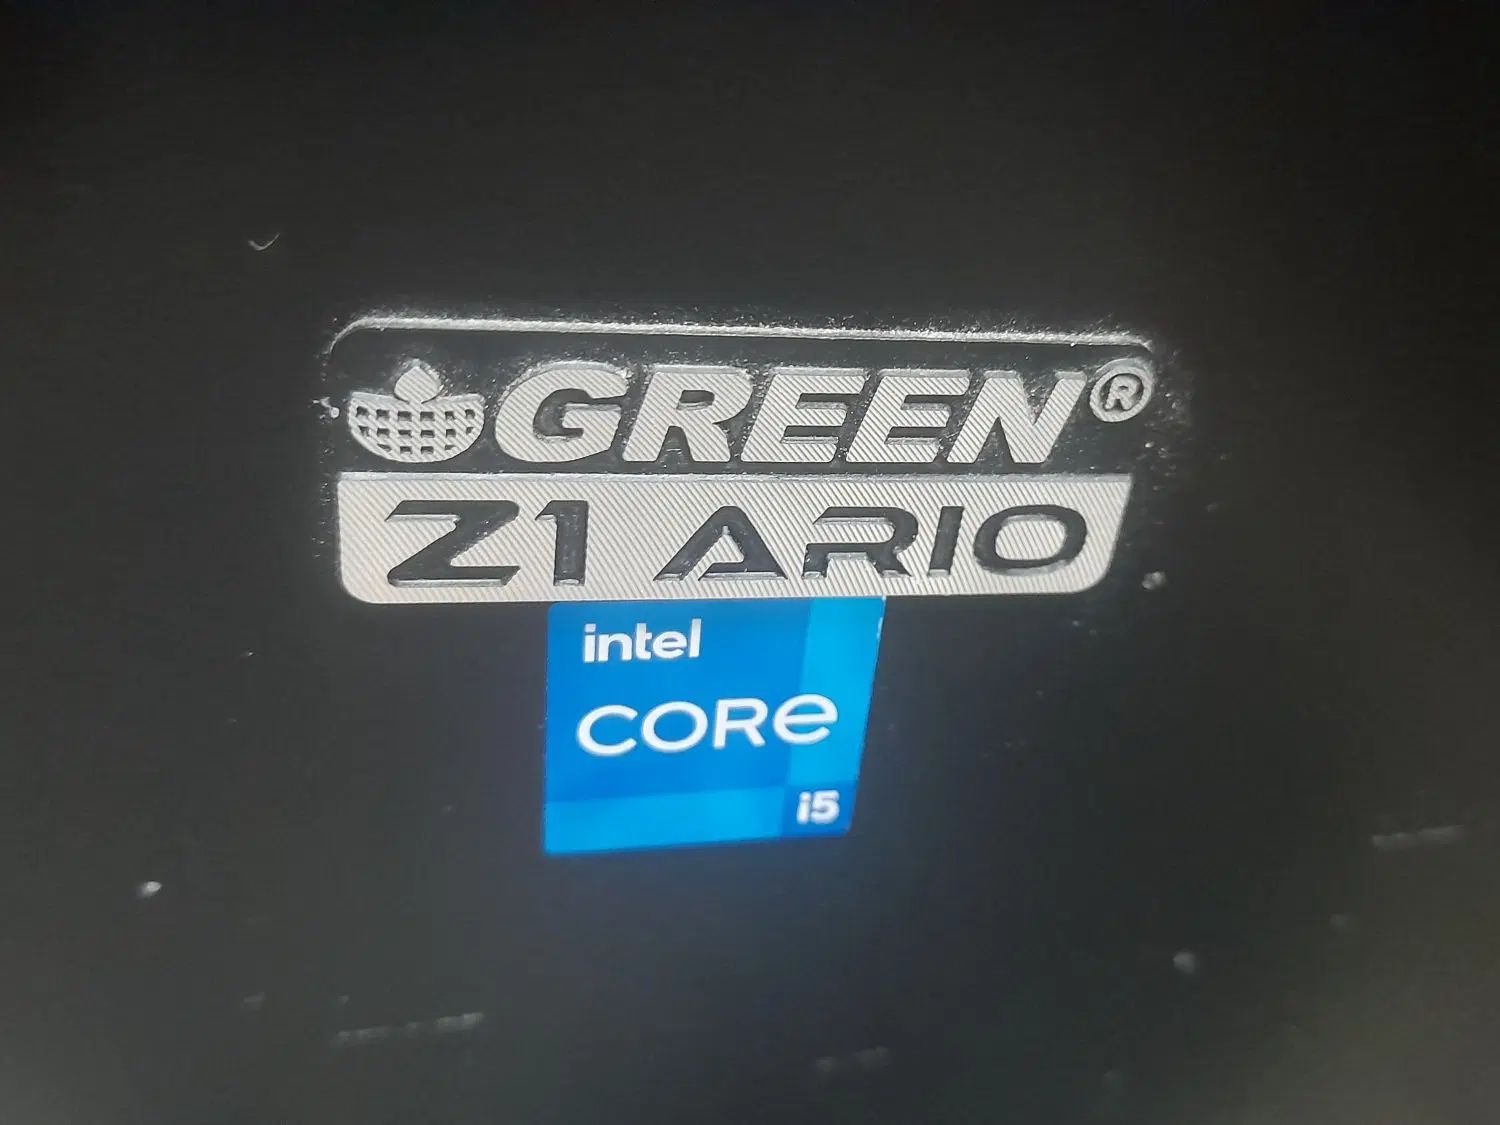 GREEN®
Z1 ARIO
intel
CORe
i5